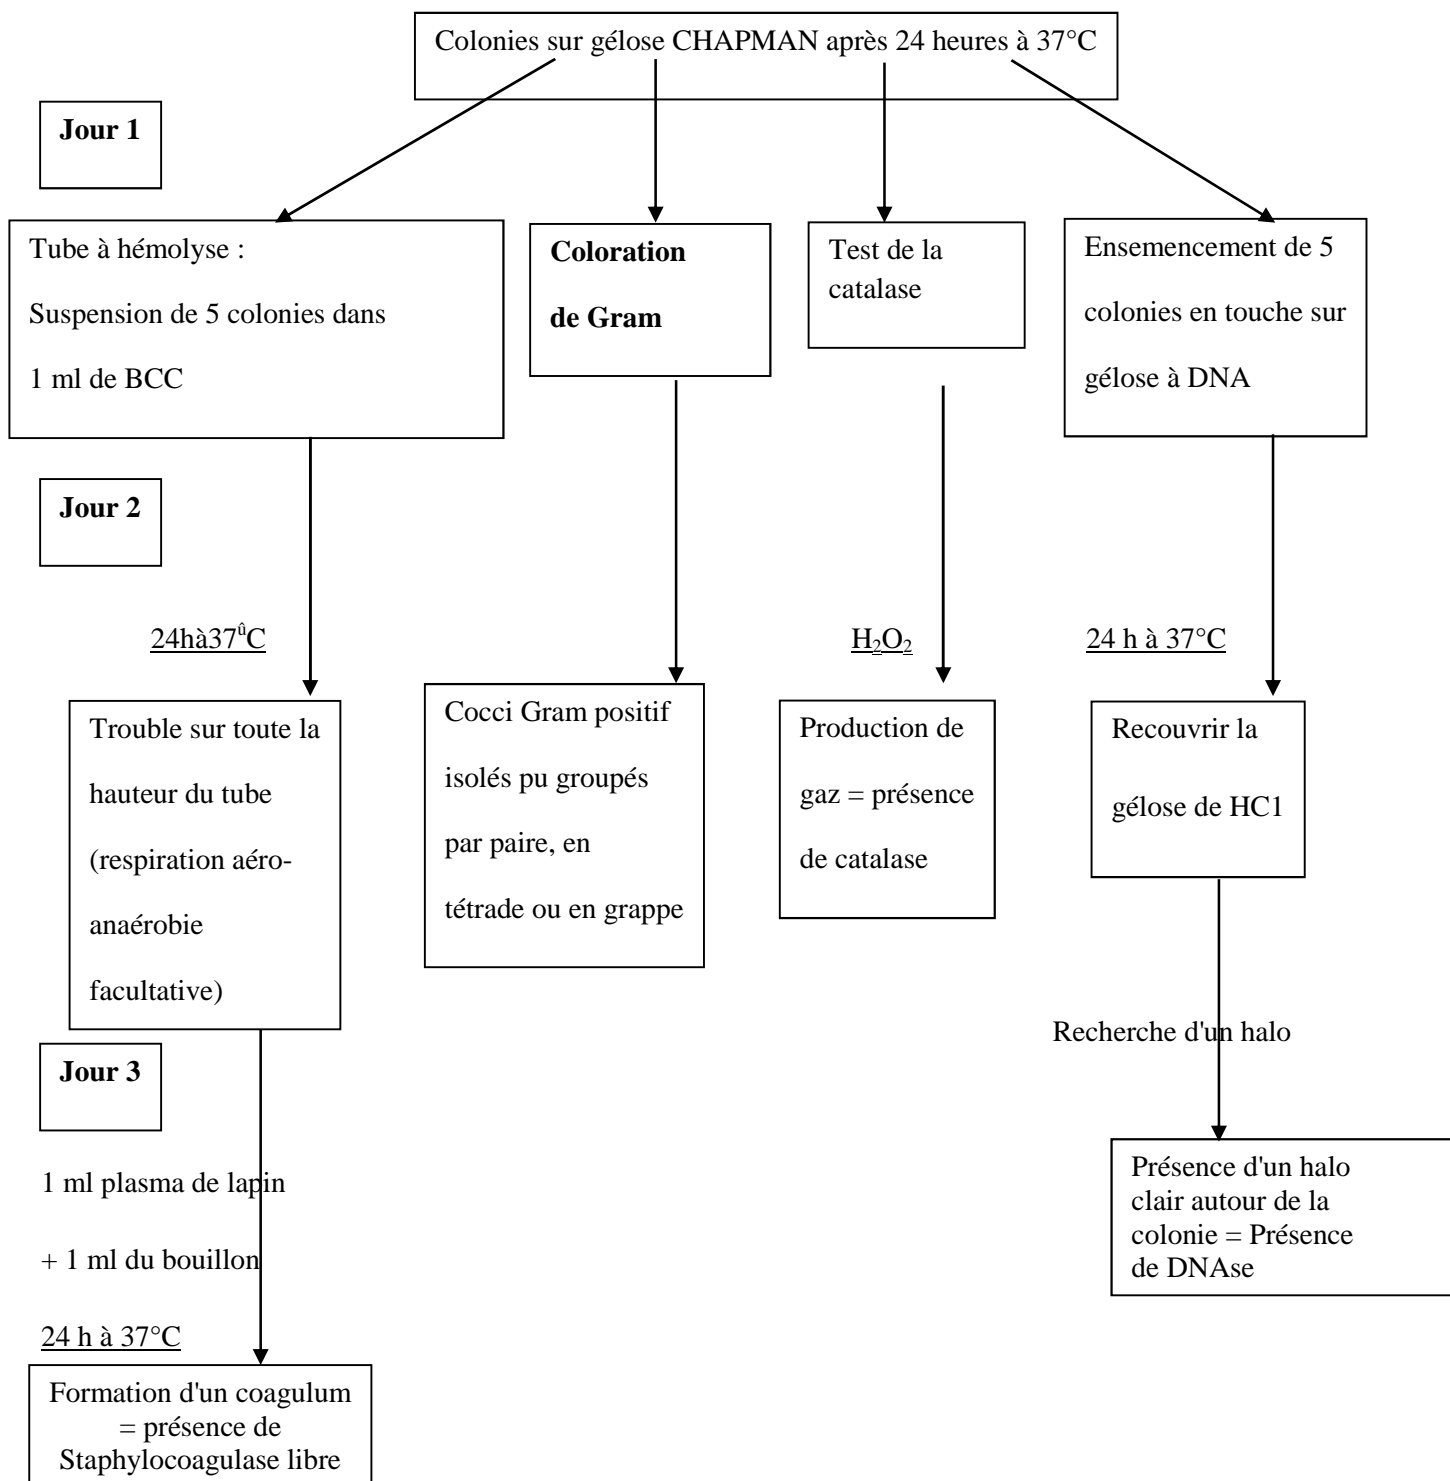 Colonies sur gélose CHAPMAN après 24 heures à 37°C
Jour 1
Tube à hémolyse :
Suspension de 5 colonies dans
1 ml de BCC
Coloration
de Gram
Test de la
catalase
Ensemencement de 5
colonies en touche sur
gélose à DNA
Jour 2
24hà37ûC
H2O2
24 h à 37°C
Trouble sur toute la
hauteur du tube
(respiration aéro-
anaérobie
facultative)
Cocci Gram positif
isolés pu groupés
par paire, en
tétrade ou en grappe
Production de
gaz = présence
de catalase
Recouvrir la
gélose de HC1
Recherche d'un halo
Jour 3
1 ml plasma de lapin
+ 1 ml du bouillon
24 h à 37°C
Présence d'un halo
clair autour de la
colonie = Présence
de DNAse
Formation d'un coagulum
= présence de
Staphylocoagulase libre